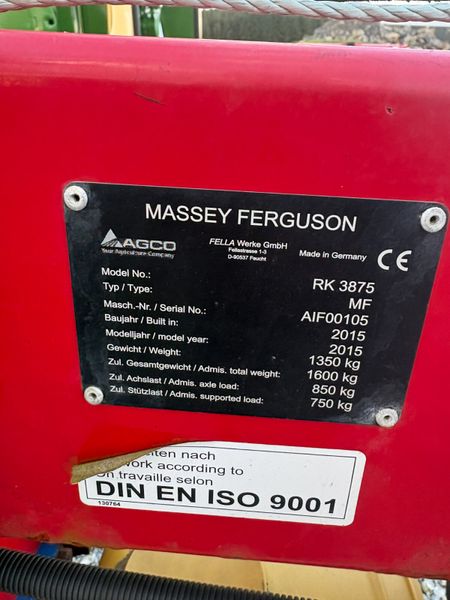 MASSEY FERGUSON
AGCO
Your Agriculture Company
FELLA Werke GmbH
Fellastrasse 1-3
D-90537 Feucht
Made in Germany
CE
Model No.: RK 3875
Typ / Type: MF
Masch.-Nr. / Serial No.: AIF00105
Baujahr / Built in: 2015
Modelljahr / model year: 2015
Gewicht / Weight: 1350 kg
Zul. Gesamtgewicht / Admis. total weight: 1600 kg
Zul. Achslast / Admis. axle load: 850 kg
Zul. Stützlast / Admis. supported load: 750 kg
nach
work according to
On travaille selon
DIN EN ISO 9001
130764